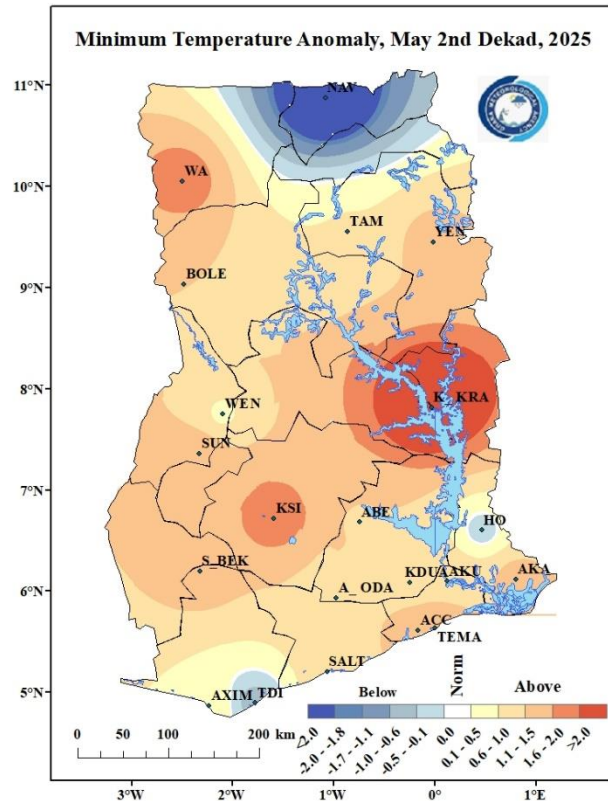 Minimum Temperature Anomaly, May 2nd Dekad, 2025
11°N
NAV
WA
10°N
TAM
YEN
9°N
BOLE
8°N
K_KRA
WEN
SUN
7°N
KSI
ABE
HO
S_BEK
6°N
KDUA
AKU
AKA
A_ODA
ACC
TEMA
SALT
5°N
AXIM
TDI
Below
Norm
Above
0 50 100 200 km
<2.0
-2.0 - -1.8
-1.7 - -1.1
-1.0 - -0.6
-0.5 - -0.1
0.0
0.1 - 0.5
0.6 - 1.0
1.1 - 1.5
1.6 - 2.0
>2.0
3°W
2°W
1°W
0°
1°E